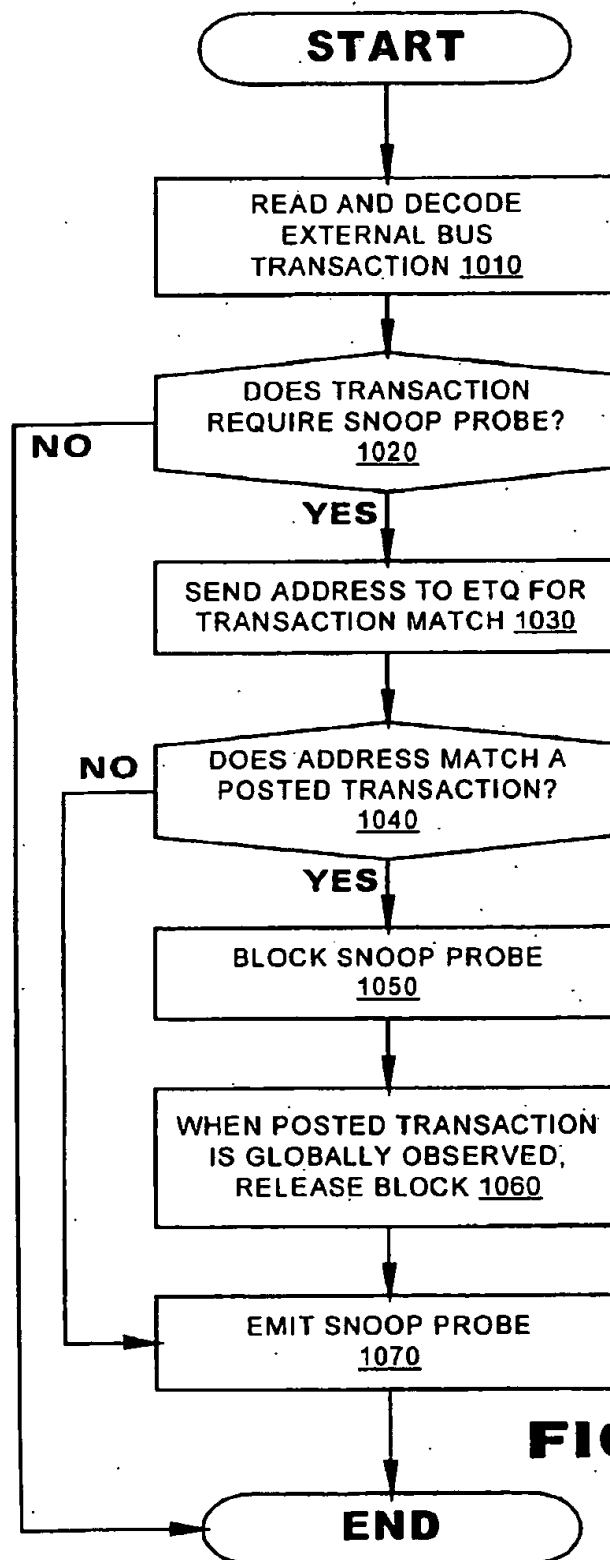 START
READ AND DECODE
EXTERNAL BUS
TRANSACTION 1010
DOES TRANSACTION
REQUIRE SNOOP PROBE?
1020
NO
YES
SEND ADDRESS TO ETQ FOR
TRANSACTION MATCH 1030
DOES ADDRESS MATCH A
POSTED TRANSACTION?
1040
NO
YES
BLOCK SNOOP PROBE
1050
WHEN POSTED TRANSACTION
IS GLOBALLY OBSERVED,
RELEASE BLOCK 1060
EMIT SNOOP PROBE
1070
END